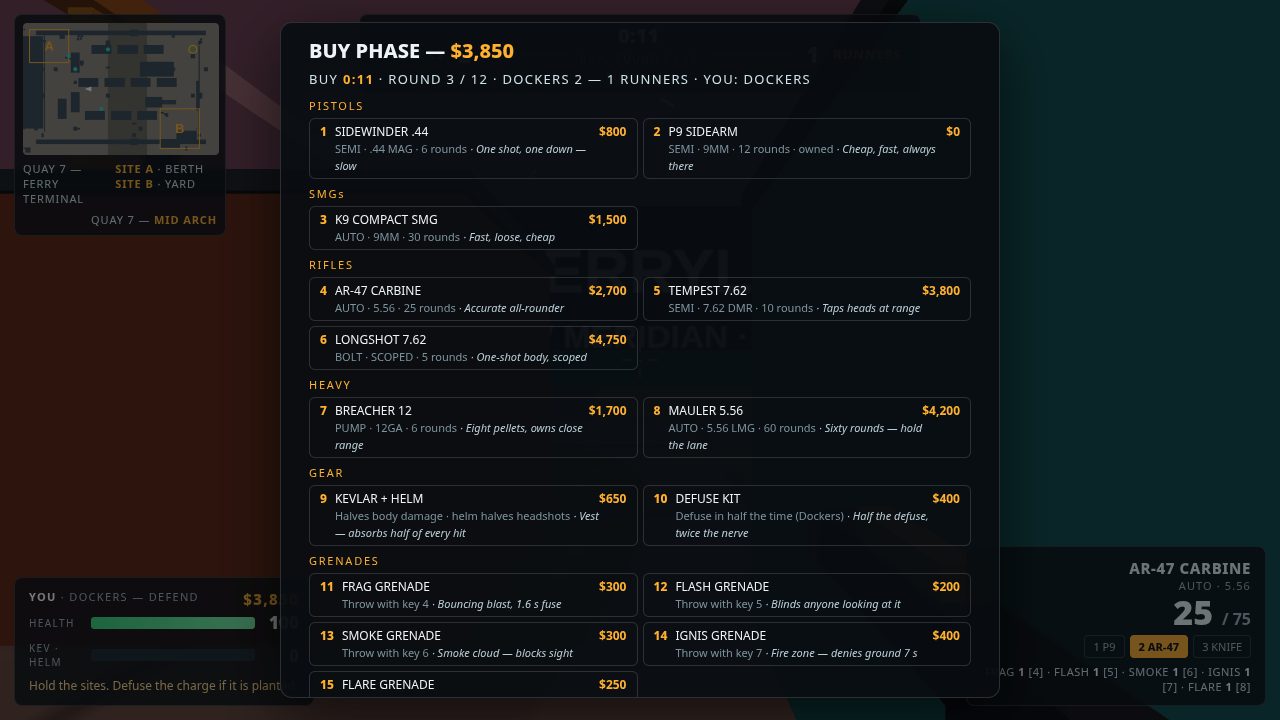 BUY PHASE — $3,850
BUY 0:11 · ROUND 3 / 12 · DOCKERS 2 — 1 RUNNERS · YOU: DOCKERS
PISTOLS
1 SIDEWINDER .44 $800
SEMI · .44 MAG · 6 rounds · One shot, one down —
slow
2 P9 SIDEARM $0
SEMI · 9MM · 12 rounds · owned · Cheap, fast, always
there
SMGs
3 K9 COMPACT SMG $1,500
AUTO · 9MM · 30 rounds · Fast, loose, cheap
RIFLES
4 AR-47 CARBINE $2,700
AUTO · 5.56 · 25 rounds · Accurate all-rounder
5 TEMPEST 7.62 $3,800
SEMI · 7.62 DMR · 10 rounds · Taps heads at range
6 LONGSHOT 7.62 $4,750
BOLT · SCOPED · 5 rounds · One-shot body, scoped
HEAVY
7 BREACHER 12 $1,700
PUMP · 12GA · 6 rounds · Eight pellets, owns close
range
8 MAULER 5.56 $4,200
AUTO · 5.56 LMG · 60 rounds · Sixty rounds — hold
the lane
GEAR
9 KEVLAR + HELM $650
Halves body damage · helm halves headshots · Vest
— absorbs half of every hit
10 DEFUSE KIT $400
Defuse in half the time (Dockers) · Half the defuse,
twice the nerve
GRENADES
11 FRAG GRENADE $300
Throw with key 4 · Bouncing blast, 1.6 s fuse
12 FLASH GRENADE $200
Throw with key 5 · Blinds anyone looking at it
13 SMOKE GRENADE $300
Throw with key 6 · Smoke cloud — blocks sight
14 IGNIS GRENADE $400
Throw with key 7 · Fire zone — denies ground 7 s
15 FLARE GRENADE $250
A
B
QUAY 7 —
FERRY
TERMINAL
SITE A · BERTH
SITE B · YARD
QUAY 7 — MID ARCH
0:11
1 RUNNERS
ERRY
MERIDIAN ·
YOU · DOCKERS — DEFEND $3,850
HEALTH 100
KEV ·
HELM 0
Hold the sites. Defuse the charge if it is plant
AR-47 CARBINE
AUTO · 5.56
25 / 75
1 P9
2 AR-47
3 KNIFE
1 [4] · FLASH 1 [5] · SMOKE 1 [6] · IGNIS 1
[7] · FLARE 1 [8]